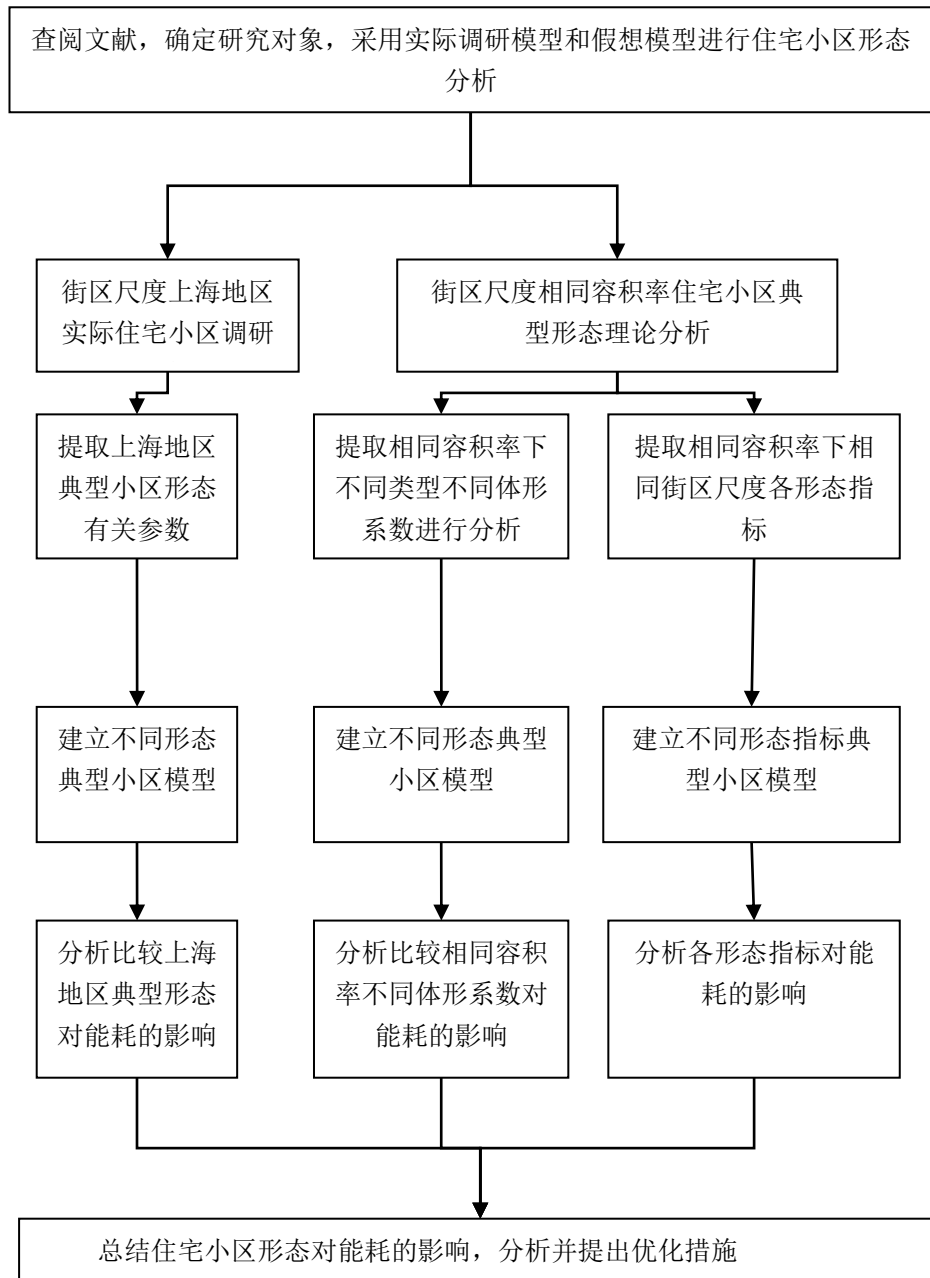 查阅文献，确定研究对象，采用实际调研模型和假想模型进行住宅小区形态
分析
街区尺度上海地区
实际住宅小区调研
街区尺度相同容积率住宅小区典
型形态理论分析
提取上海地区
典型小区形态
有关参数
提取相同容积率下
不同类型不同体形
系数进行分析
提取相同容积率下相
同街区尺度各形态指
标
建立不同形态
典型小区模型
建立不同形态典型
小区模型
建立不同形态指标典
型小区模型
分析比较上海
地区典型形态
对能耗的影响
分析比较相同容积
率不同体形系数对
能耗的影响
分析各形态指标对能
耗的影响
总结住宅小区形态对能耗的影响，分析并提出优化措施